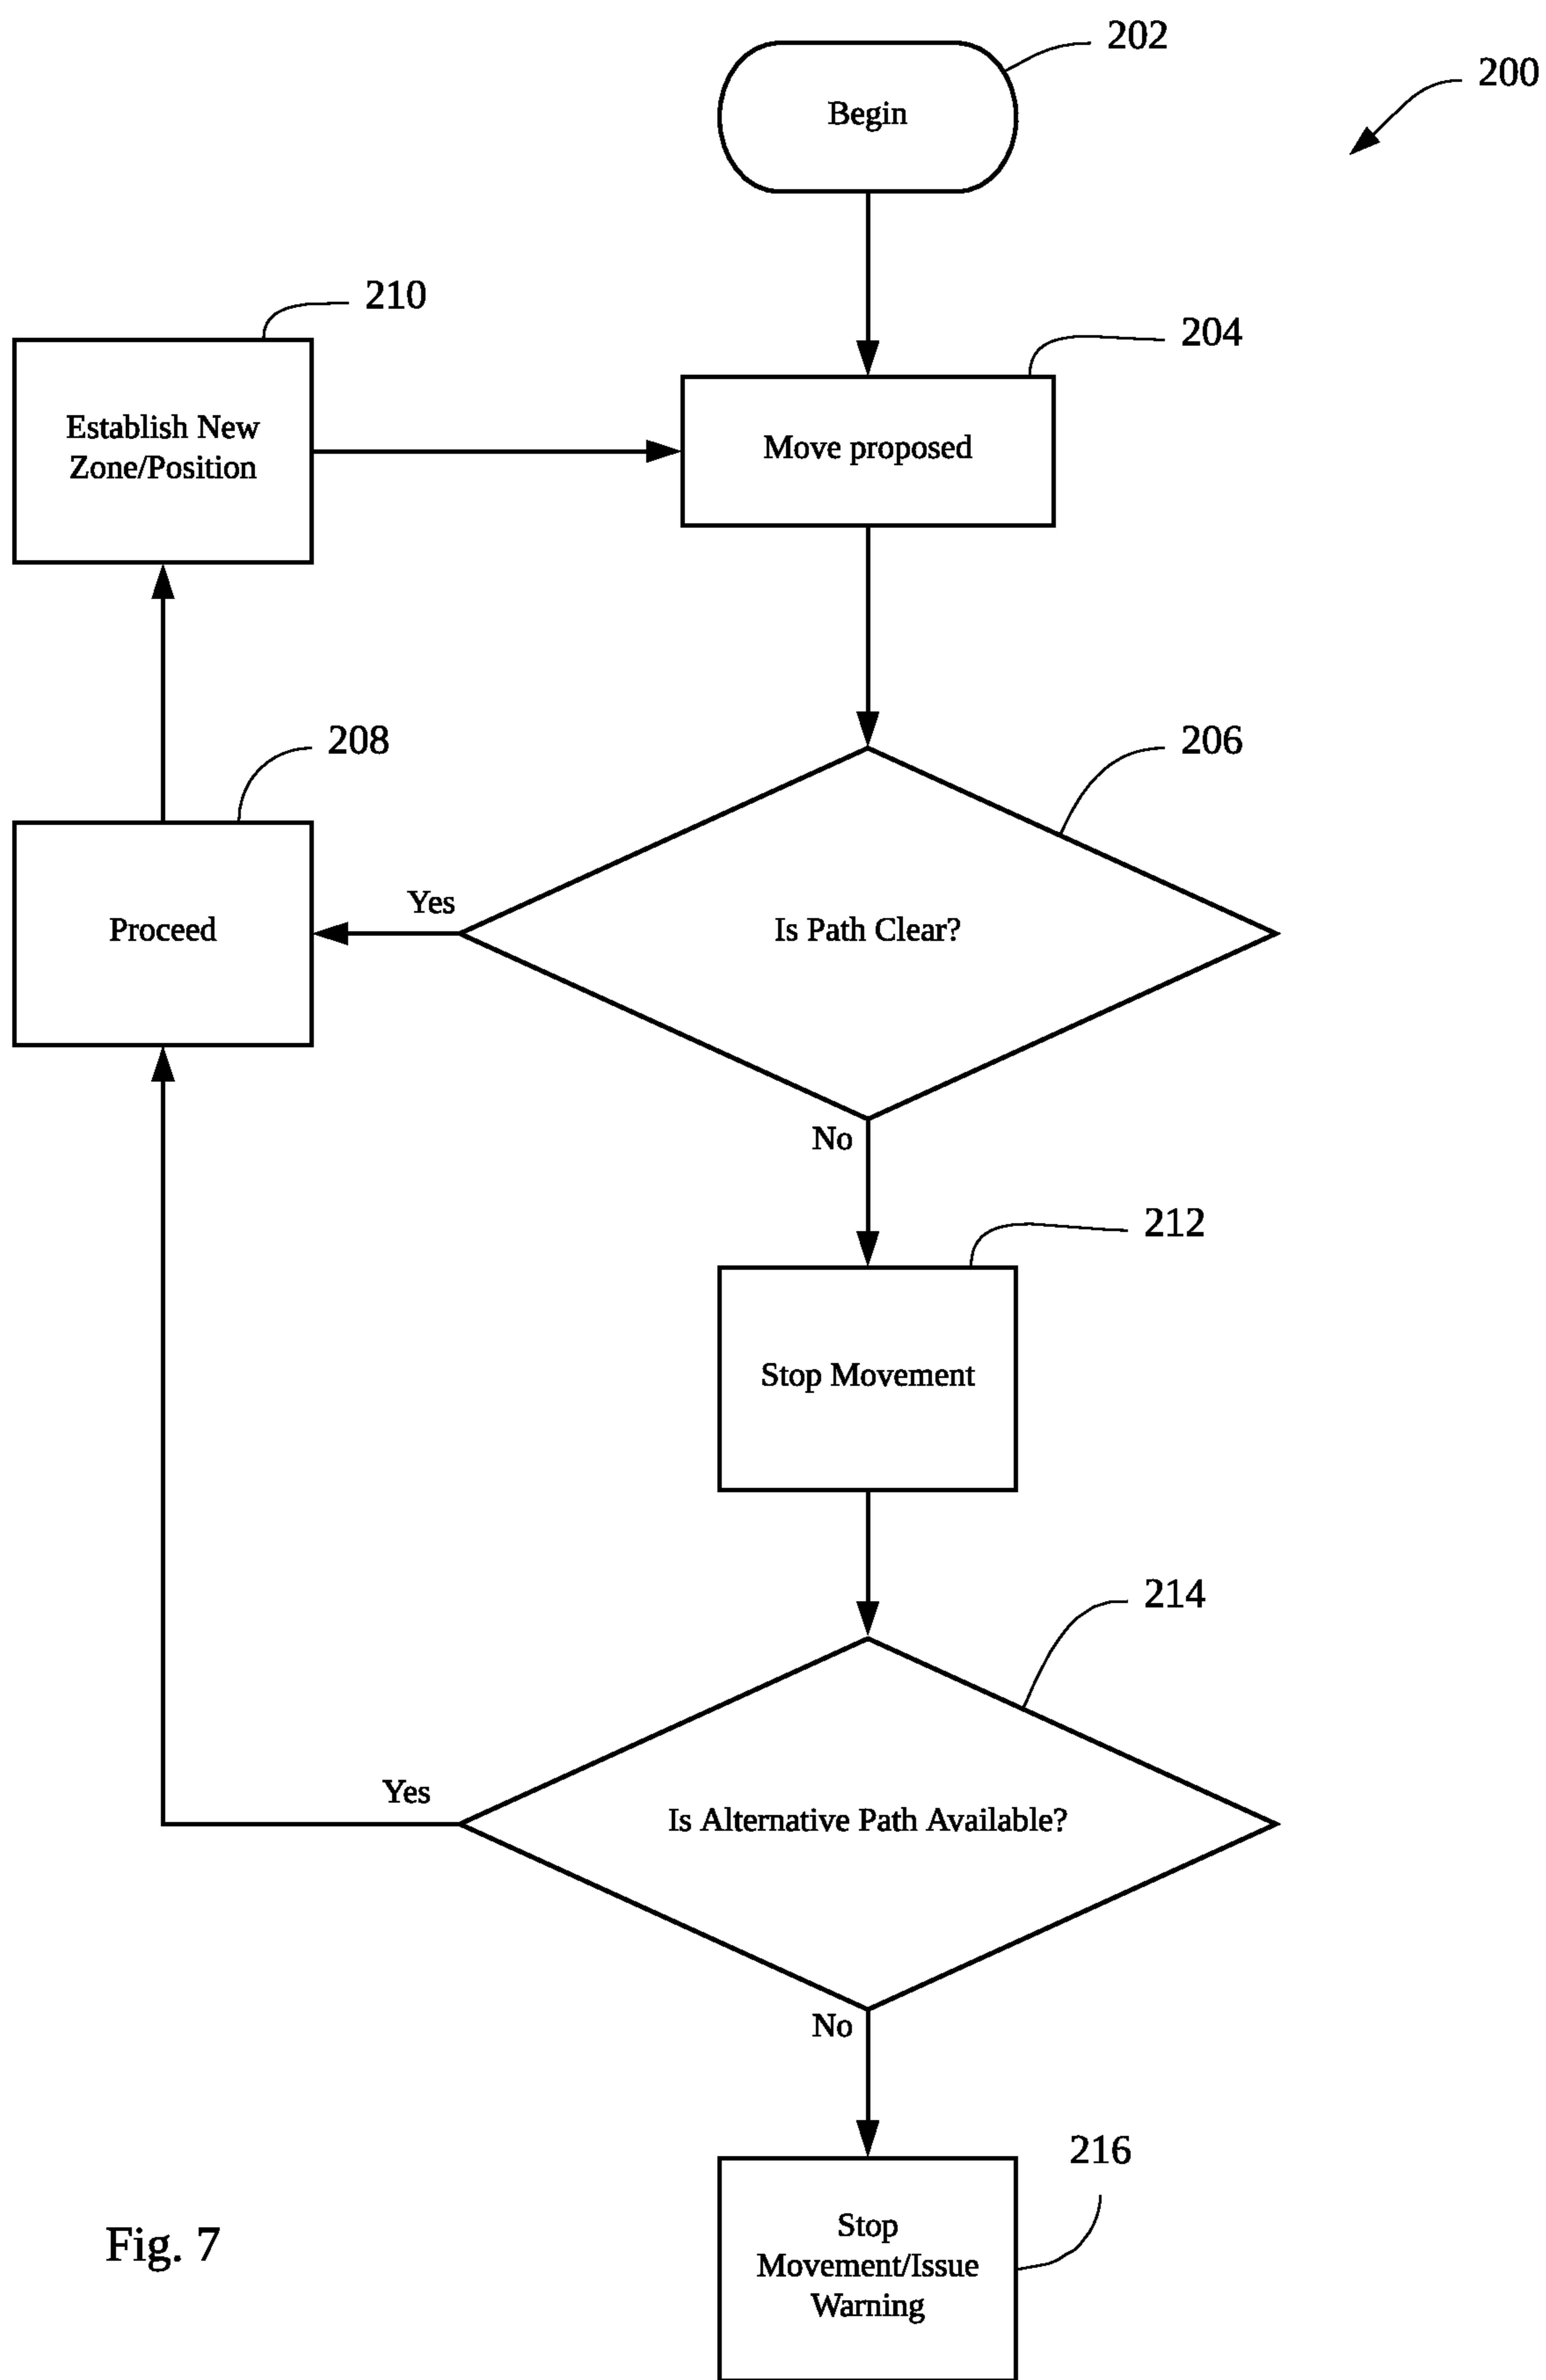 202
200
Begin
210
204
Establish New
Zone/Position
Move proposed
208
206
Yes
Proceed
Is Path Clear?
No
212
Stop Movement
214
Yes
Is Alternative Path Available?
No
216
Stop
Movement/Issue
Warning
Fig. 7